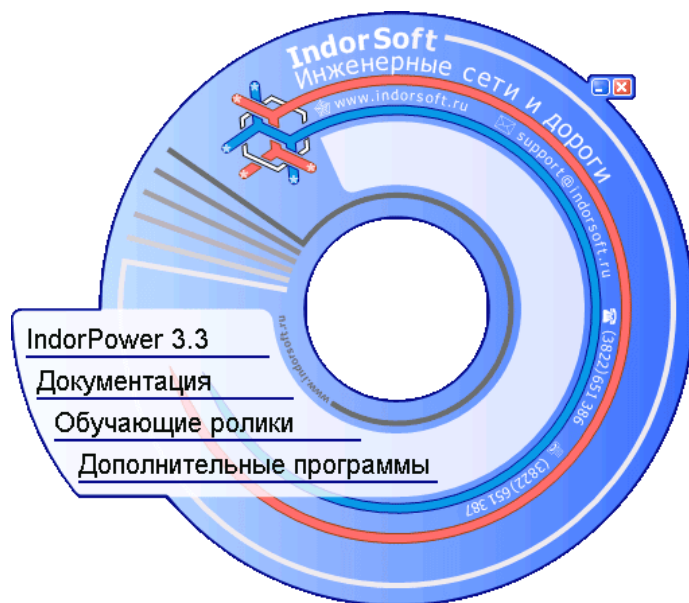 IndorSoft
Инженерные сети и дороги
www.indorsoft.ru
support@indorsoft.ru
(3822)651 386
(3822)651 387
www.indorsoft.ru
IndorPower 3.3
Документация
Обучающие ролики
Дополнительные программы